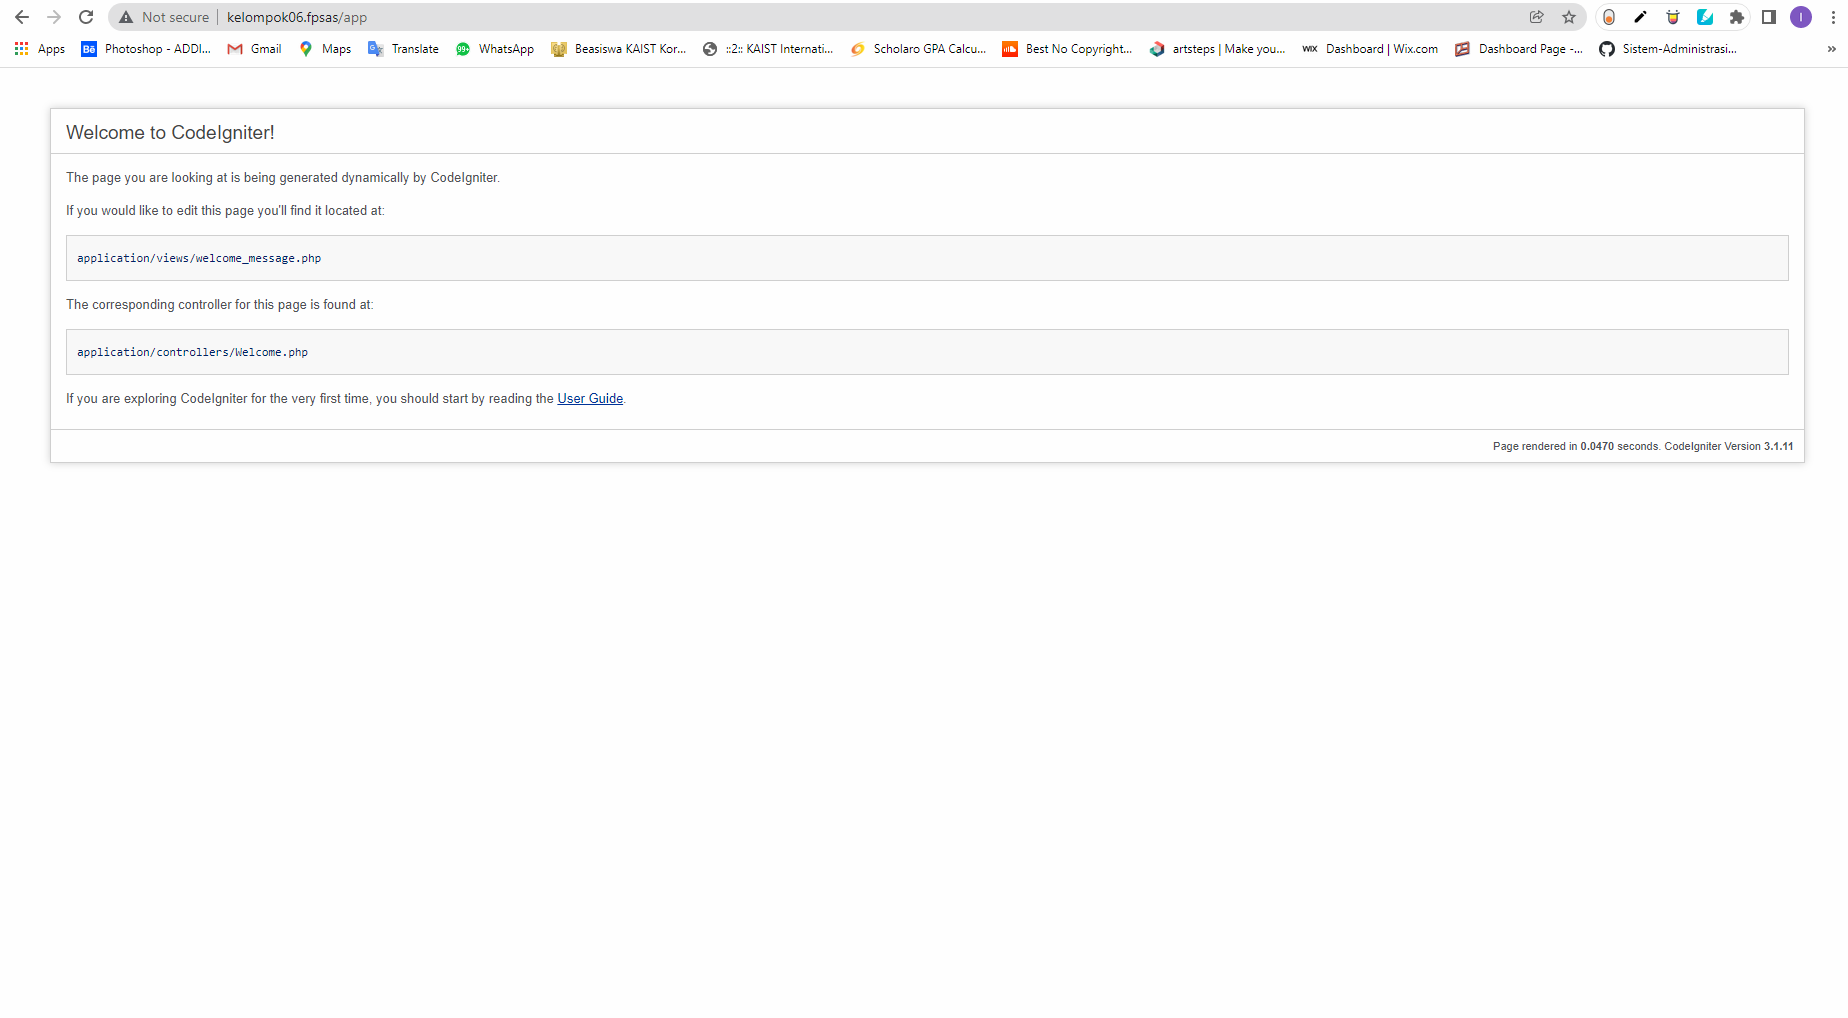 Not secure | kelompok06.fpsas/app
I
Apps Bē Photoshop - ADDI... Gmail Maps Translate 99+ WhatsApp Beasiswa KAIST Kor... ::2:: KAIST Internati... Scholaro GPA Calcu... Best No Copyright... artsteps | Make you... WIX Dashboard | Wix.com Dashboard Page -... Sistem-Administrasi... »
Welcome to CodeIgniter!
The page you are looking at is being generated dynamically by CodeIgniter.
If you would like to edit this page you'll find it located at:
application/views/welcome_message.php
The corresponding controller for this page is found at:
application/controllers/Welcome.php
If you are exploring CodeIgniter for the very first time, you should start by reading the User Guide.
Page rendered in 0.0470 seconds. CodeIgniter Version 3.1.11